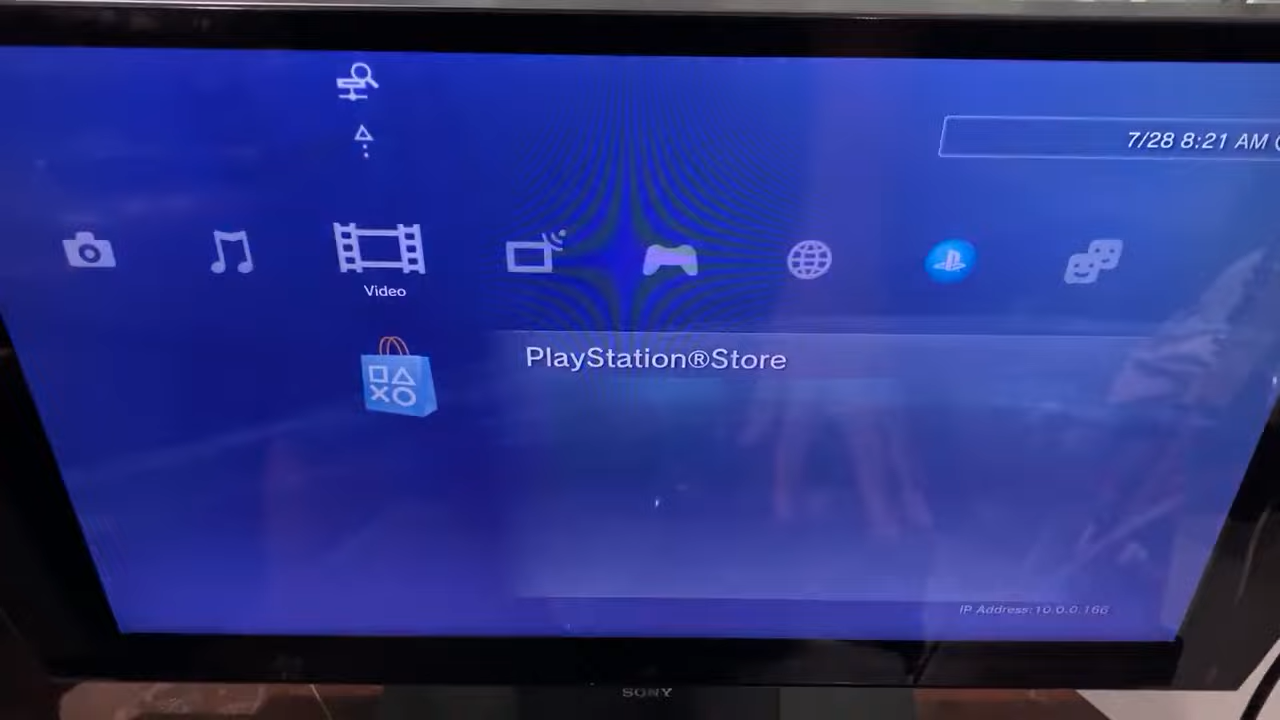 7/28 8:21 AM
Video
PlayStation®Store
IP Address:10.0.0.166
SONY